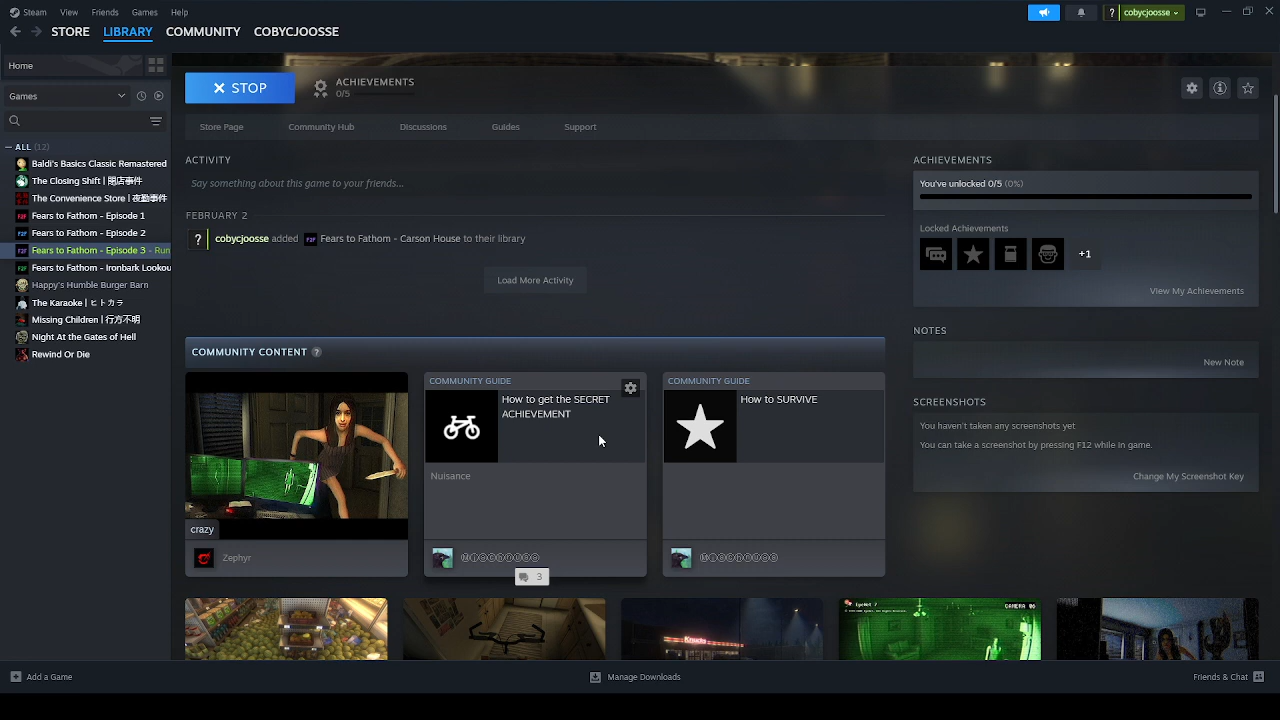 Steam View Friends Games Help
? cobycjoosse
STORE LIBRARY COMMUNITY COBYCJOOSSE
Home
Games
ALL (12)
Baldi's Basics Classic Remastered
The Closing Shift | 閉店事件
The Convenience Store | 夜勤事件
F2F Fears to Fathom - Episode 1
F2F Fears to Fathom - Episode 2
F2F Fears to Fathom - Episode 3 - Run
F2F Fears to Fathom - Ironbark Lookou
Happy's Humble Burger Barn
The Karaoke | ヒトカラ
Missing Children | 行方不明
Night At the Gates of Hell
Rewind Or Die
STOP
ACHIEVEMENTS
0/5
Store Page Community Hub Discussions Guides Support
ACTIVITY
Say something about this game to your friends...
FEBRUARY 2
? cobycjoosse added F2F Fears to Fathom - Carson House to their library
Load More Activity
COMMUNITY CONTENT ?
crazy
Zephyr
COMMUNITY GUIDE
How to get the SECRET
ACHIEVEMENT
Nuisance
3
COMMUNITY GUIDE
How to SURVIVE
CAMERA 06
ACHIEVEMENTS
You've unlocked 0/5 (0%)
Locked Achievements
+1
View My Achievements
NOTES
New Note
SCREENSHOTS
You haven't taken any screenshots yet
You can take a screenshot by pressing F12 while in game.
Change My Screenshot Key
Add a Game Manage Downloads Friends & Chat